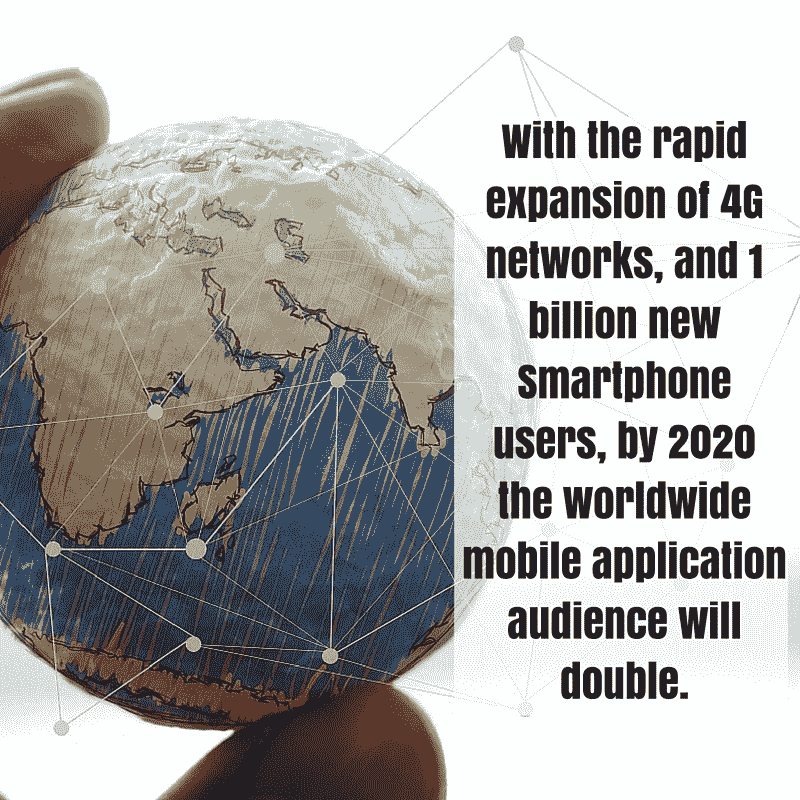 With the rapid
expansion of 4G
networks, and 1
billion new
Smartphone
users, by 2020
the worldwide
mobile application
audience will
double.